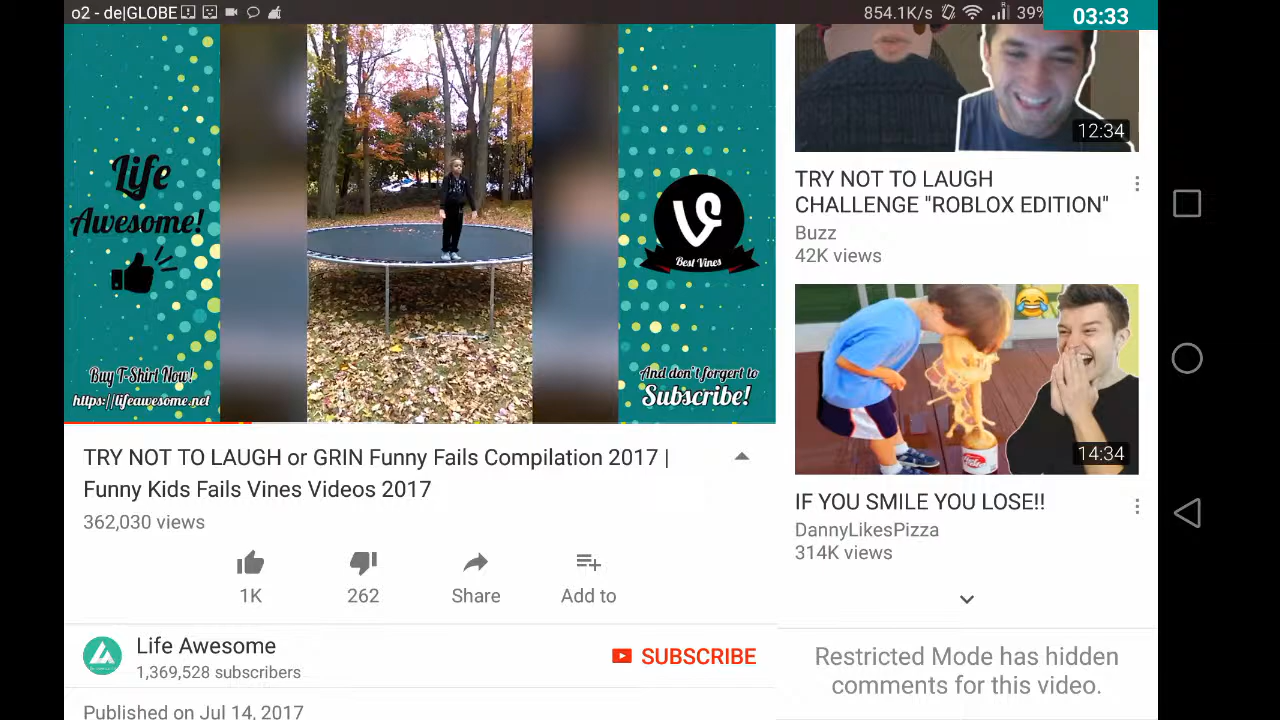 o2 - de|GLOBE
854.1K/s
39%
03:33
Life
Awesome!
Buy T-Shirt Now!
https://lifeawesome.net
Best Vines
And don't forgert to
Subscribe!
TRY NOT TO LAUGH or GRIN Funny Fails Compilation 2017 |
Funny Kids Fails Vines Videos 2017
362,030 views
1K
262
Share
Add to
Life Awesome
1,369,528 subscribers
SUBSCRIBE
Published on Jul 14, 2017
12:34
TRY NOT TO LAUGH
CHALLENGE "ROBLOX EDITION"
Buzz
42K views
14:34
IF YOU SMILE YOU LOSE!!
DannyLikesPizza
314K views
Restricted Mode has hidden
comments for this video.